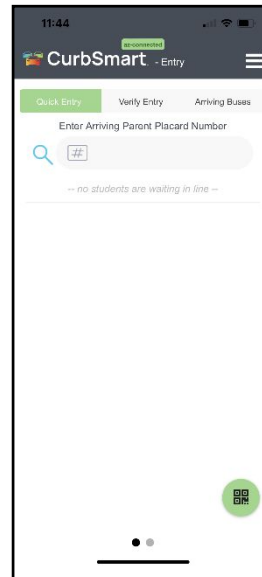 11:44
az-connected
CurbSmart. - Entry
Quick Entry Verify Entry Arriving Buses
Enter Arriving Parent Placard Number
#
-- no students are waiting in line --